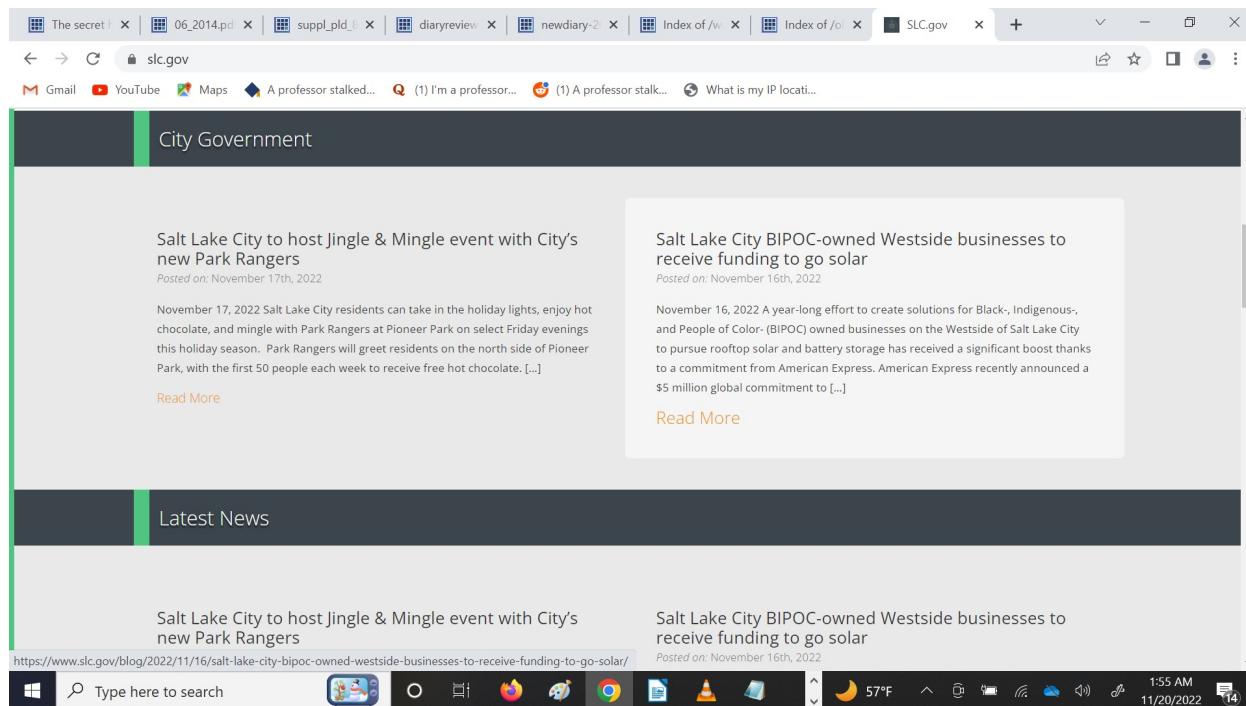 The secret h
06_2014.pd
suppl_pld_8
diaryreview
newdiary-2
Index of /w
Index of /ol
SLC.gov
slc.gov
Gmail
YouTube
Maps
A professor stalked...
(1) I'm a professor...
(1) A professor stalk...
What is my IP locati...
City Government
Salt Lake City to host Jingle & Mingle event with City's
new Park Rangers
Posted on: November 17th, 2022
November 17, 2022 Salt Lake City residents can take in the holiday lights, enjoy hot
chocolate, and mingle with Park Rangers at Pioneer Park on select Friday evenings
this holiday season. Park Rangers will greet residents on the north side of Pioneer
Park, with the first 50 people each week to receive free hot chocolate. [...]
Read More
Salt Lake City BIPOC-owned Westside businesses to
receive funding to go solar
Posted on: November 16th, 2022
November 16, 2022 A year-long effort to create solutions for Black-, Indigenous-,
and People of Color- (BIPOC) owned businesses on the Westside of Salt Lake City
to pursue rooftop solar and battery storage has received a significant boost thanks
to a commitment from American Express. American Express recently announced a
$5 million global commitment to [...]
Read More
Latest News
Salt Lake City to host Jingle & Mingle event with City's
new Park Rangers
Salt Lake City BIPOC-owned Westside businesses to
receive funding to go solar
Posted on: November 16th, 2022
https://www.slc.gov/blog/2022/11/16/salt-lake-city-bipoc-owned-westside-businesses-to-receive-funding-to-go-solar/
Type here to search
57°F
1:55 AM
11/20/2022
14